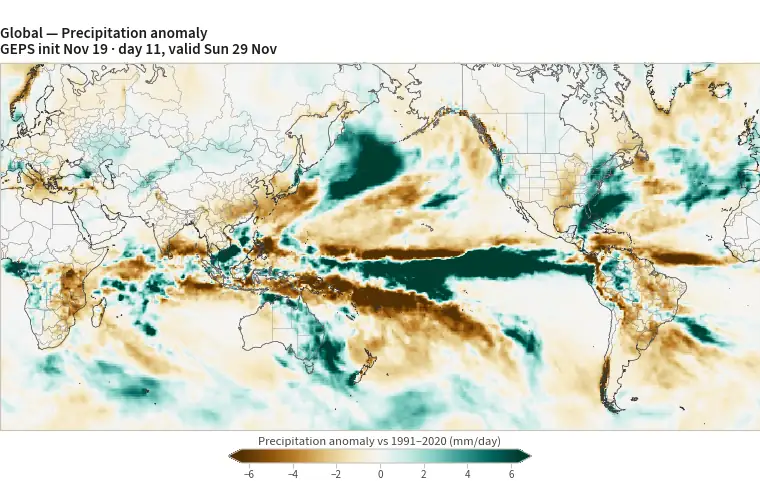 Global — Precipitation anomaly
GEPS init Nov 19 · day 11, valid Sun 29 Nov
Precipitation anomaly vs 1991–2020 (mm/day)
−6 −4 −2 0 2 4 6